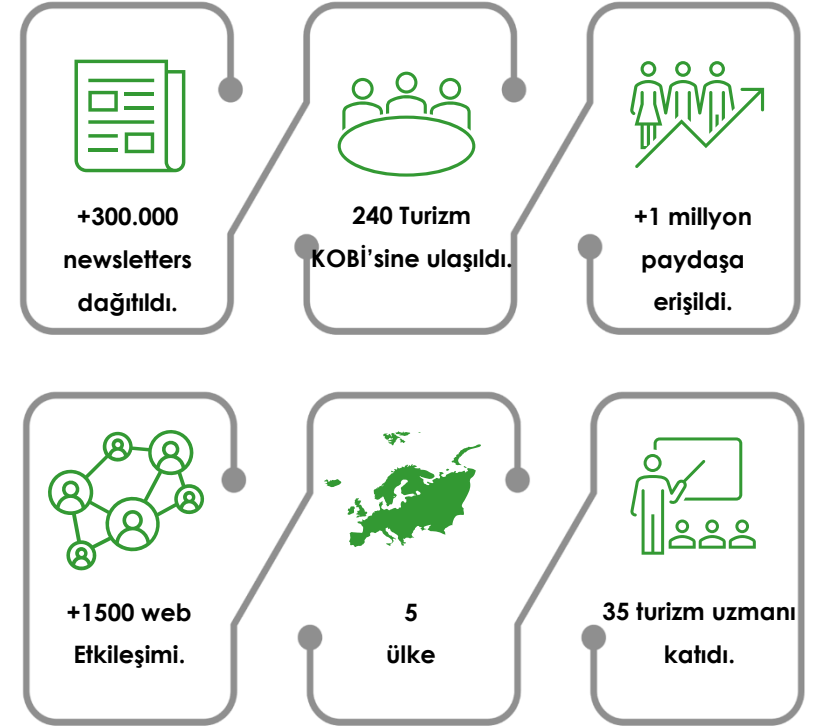 +300.000
newsletters
dağıtıldı.
240 Turizm
KOBİ’sine ulaşıldı.
+1 millyon
paydaşa
erişildi.
+1500 web
Etkileşimi.
5
ülke
35 turizm uzmanı
katıdı.